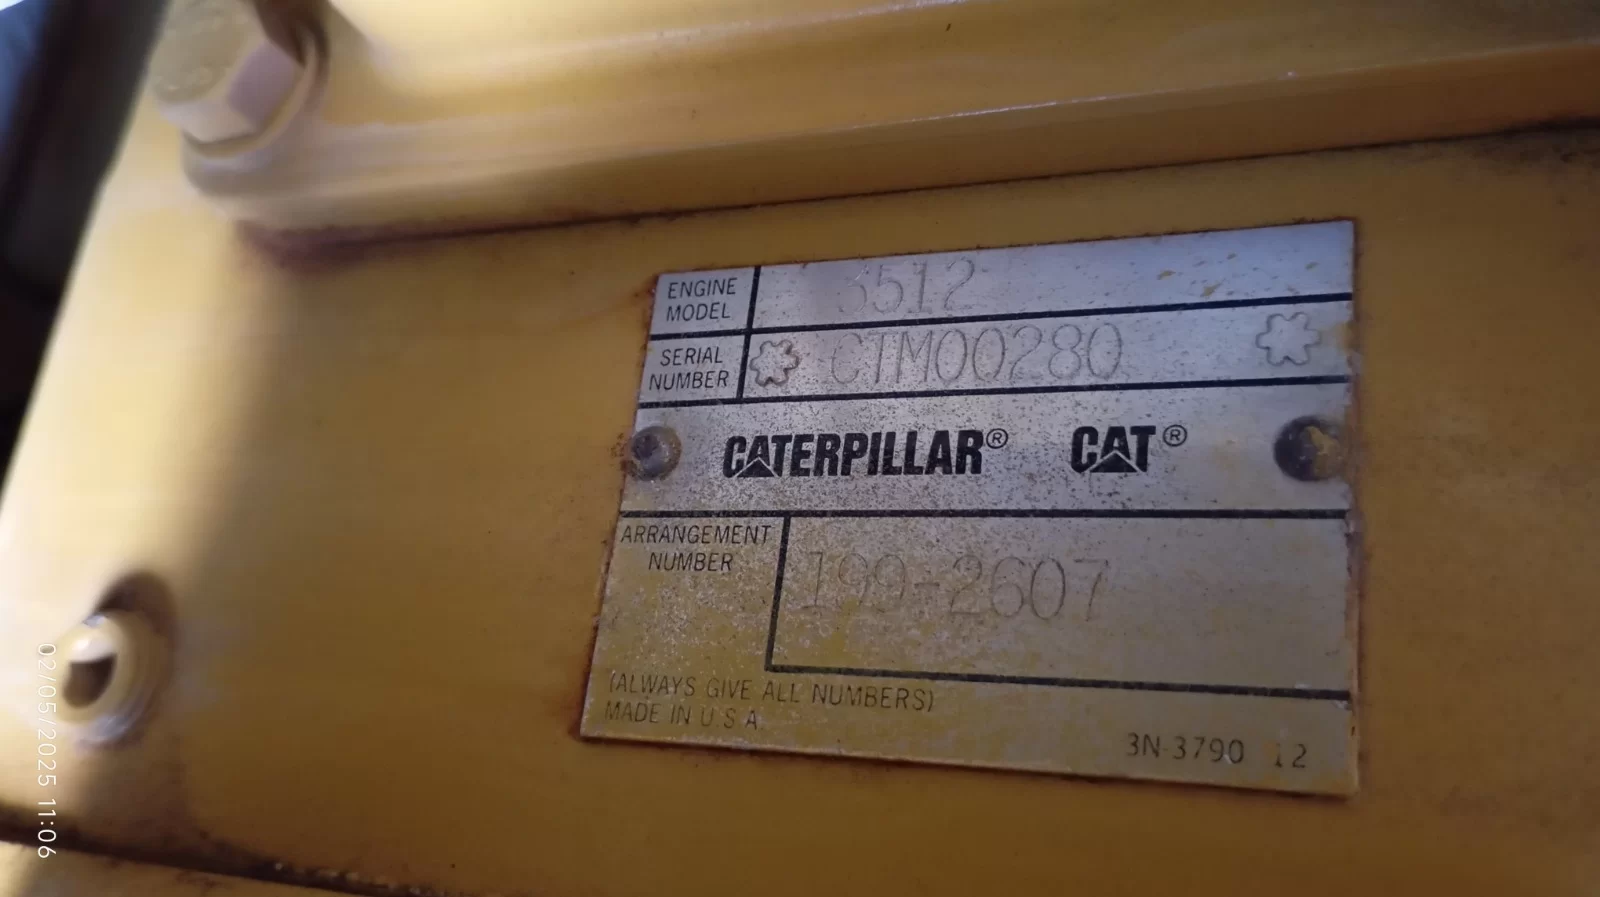 ENGINE MODEL 3512
SERIAL NUMBER CTM00280
CATERPILLAR® CAT®
ARRANGEMENT NUMBER 199-2607
(ALWAYS GIVE ALL NUMBERS)
MADE IN U.S.A.
3N-3790 12
02/05/2025 11:06